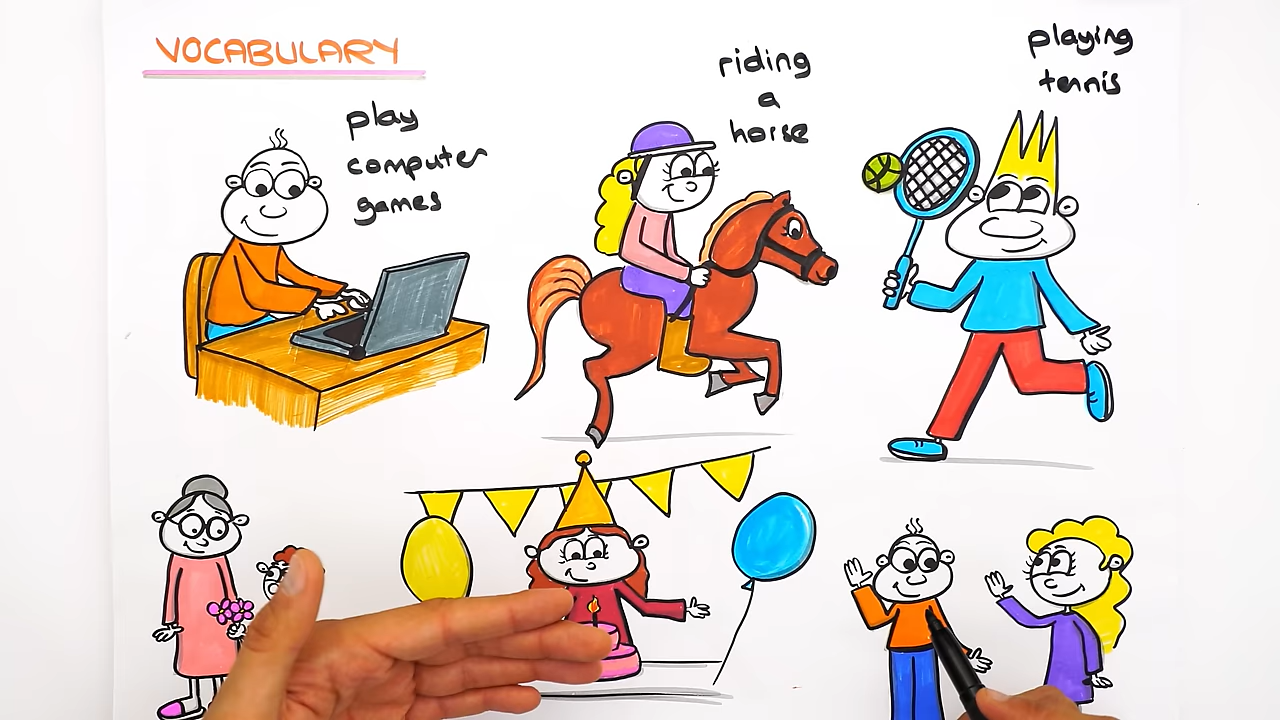 VOCABULARY
play
computer
games
riding
a
horse
playing
tennis